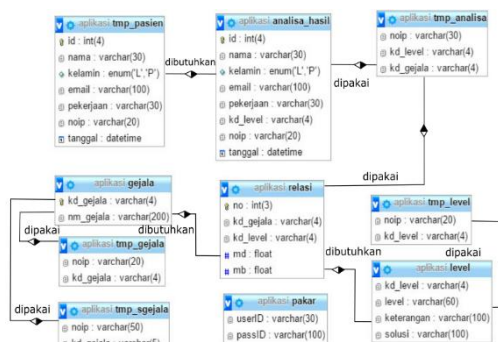 aplikasi tmp_pasien
id : int(4)
nama : varchar(30)
kelamin : enum('L','P')
email : varchar(100)
pekerjaan : varchar(30)
noip : varchar(20)
tanggal : datetime
dibutuhkan
aplikasi analisa_hasil
id : int(4)
nama : varchar(30)
kelamin : enum('L','P')
email : varchar(100)
pekerjaan : varchar(30)
kd_level : varchar(4)
noip : varchar(20)
tanggal : datetime
dipakai
aplikasi tmp_analisa
noip : varchar(30)
kd_level : varchar(4)
kd_gejala : varchar(4)
dipakai
aplikasi gejala
kd_gejala : varchar(4)
nm_gejala : varchar(200)
dipakai
dibutuhkan
aplikasi tmp_gejala
noip : varchar(20)
kd_gejala : varchar(4)
dipakai
aplikasi tmp_sgejala
noip : varchar(50)
aplikasi relasi
no : int(3)
kd_gejala : varchar(4)
kd_level : varchar(4)
md : float
mb : float
dibutuhkan
aplikasi tmp_level
noip : varchar(20)
kd_level : varchar(4)
dipakai
aplikasi pakar
userID : varchar(30)
passID : varchar(100)
aplikasi level
kd_level : varchar(4)
level : varchar(60)
keterangan : varchar(100)
solusi : varchar(100)